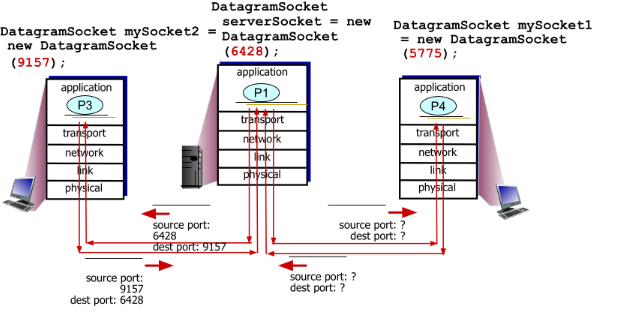 DatagramSocket mySocket2 =
new DatagramSocket
(9157);
DatagramSocket
serverSocket = new
DatagramSocket
(6428);
DatagramSocket mySocket1
= new DatagramSocket
(5775);
application
P3
transport
network
link
physical
application
P1
transport
network
link
physical
application
P4
transport
network
link
physical
source port:
6428
dest port: 9157
source port: ?
dest port: ?
source port:
9157
dest port: 6428
source port: ?
dest port: ?